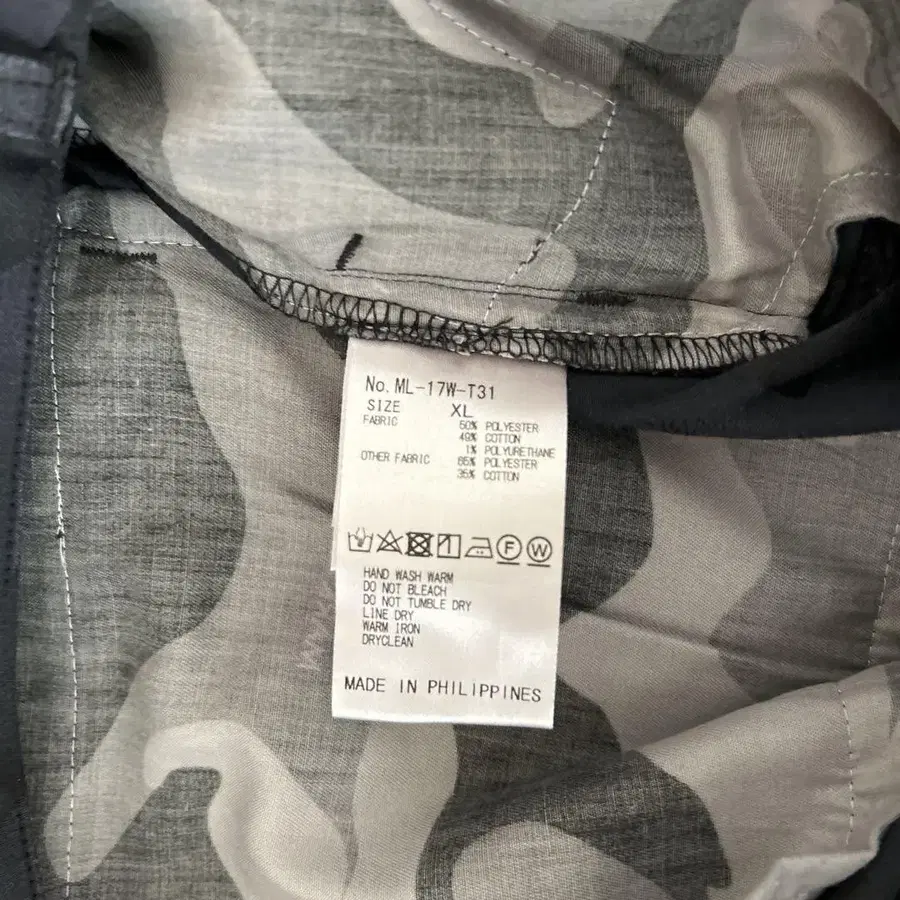 No. ML-17W-T31
SIZE XL
FABRIC 50% POLYESTER
49% COTTON
1% POLYURETHANE
OTHER FABRIC 65% POLYESTER
35% COTTON
F W
HAND WASH WARM
DO NOT BLEACH
DO NOT TUMBLE DRY
LINE DRY
WARM IRON
DRYCLEAN
MADE IN PHILIPPINES